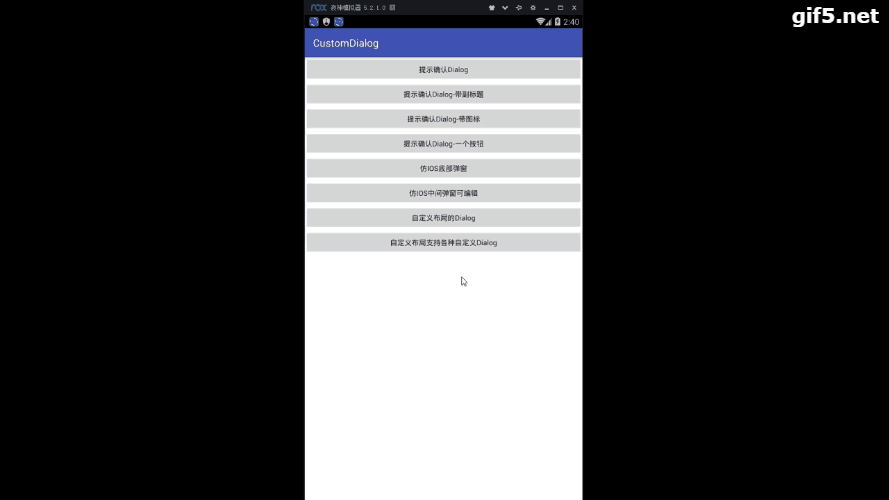 nox 夜神模拟器 5.2.1.0
gif5.net
2:40
CustomDialog
提示确认Dialog
提示确认Dialog-带副标题
提示确认Dialog-带图标
提示确认Dialog-一个按钮
仿IOS底部弹窗
仿IOS中间弹窗可编辑
自定义布局的Dialog
自定义布局支持各种自定义Dialog